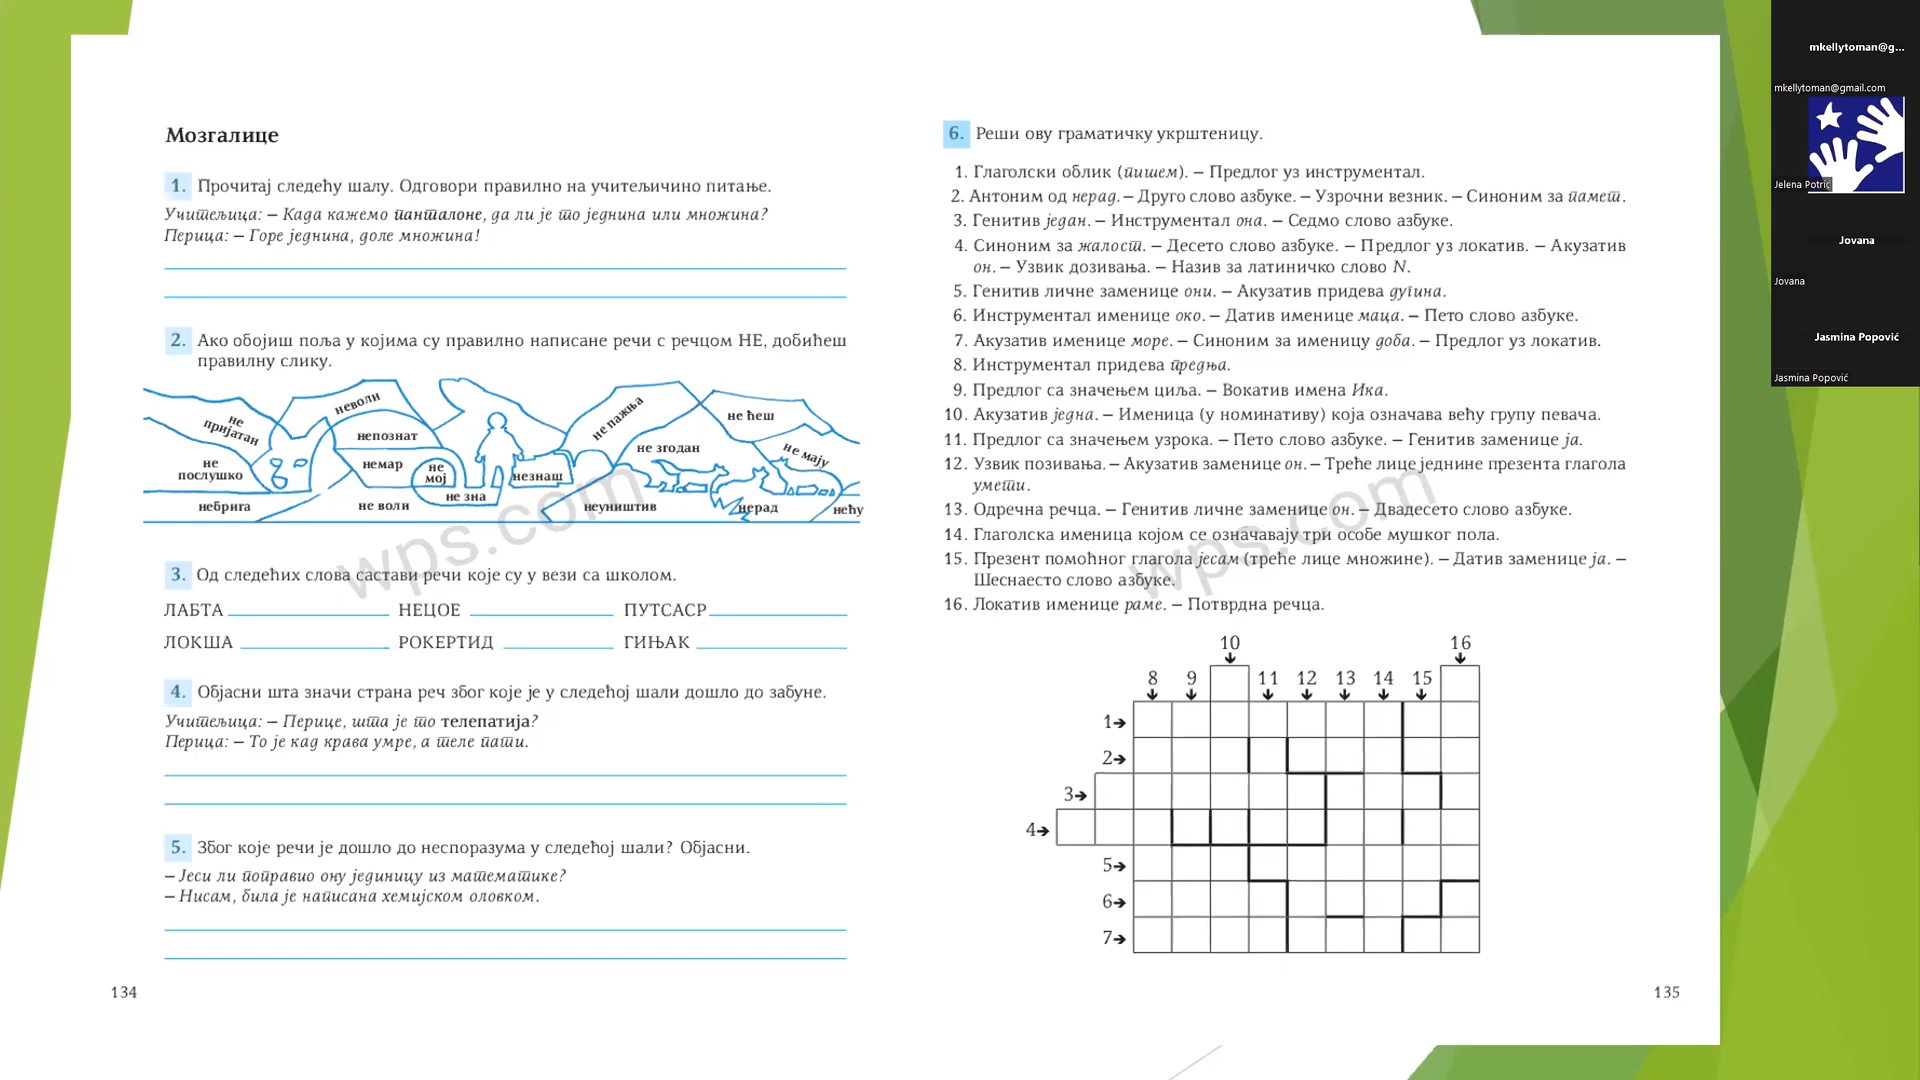 Мозгалице
1. Прочитај следећу шалу. Одговори правилно на учитељичино питање.
Учитељица: – Када кажемо панталоне, да ли је то једнина или множина?
Перица: – Горе једнина, доле множина!
2. Ако обојиш поља у којима су правилно написане речи с речцом НЕ, добићеш
правилну слику.
не
пријатан
неволи
непознат
не пажња
не ћеш
не згодан
не мају
не
послушко
немар
не
мој
незнаш
не зна
небрига
не воли
неуништив
нерад
нећу
3. Од следећих слова састави речи које су у вези са школом.
ЛАБТА НЕЦОЕ ПУТСАСР
ЛОКША РОКЕРТИД ГИЊАК
4. Објасни шта значи страна реч због које је у следећој шали дошло до забуне.
Учитељица: – Перице, шта је то телепатија?
Перица: – То је кад крава умре, а теле пати.
5. Због које речи је дошло до неспоразума у следећој шали? Објасни.
– Јеси ли поправио ону јединицу из математике?
– Нисам, била је написана хемијском оловком.
134
6. Реши ову граматичку укрштеницу.
1. Глаголски облик (пишем). – Предлог уз инструментал.
2. Антоним од нерад. – Друго слово азбуке. – Узрочни везник. – Синоним за памет.
3. Генитив један. – Инструментал она. – Седмо слово азбуке.
4. Синоним за жалост. – Десето слово азбуке. – Предлог уз локатив. – Акузатив
он. – Узвик дозивања. – Назив за латиничко слово N.
5. Генитив личне заменице они. – Акузатив придева дугина.
6. Инструментал именице око. – Датив именице маца. – Пето слово азбуке.
7. Акузатив именице море. – Синоним за именицу доба. – Предлог уз локатив.
8. Инструментал придева предња.
9. Предлог са значењем циља. – Вокатив имена Ика.
10. Акузатив једна. – Именица (у номинативу) која означава већу групу певача.
11. Предлог са значењем узрока. – Пето слово азбуке. – Генитив заменице ја.
12. Узвик позивања. – Акузатив заменице он. – Треће лице једнине презента глагола
умети.
13. Одречна речца. – Генитив личне заменице он. – Двадесето слово азбуке.
14. Глаголска именица којом се означавају три особе мушког пола.
15. Презент помоћног глагола јесам (треће лице множине). – Датив заменице ја. –
Шеснаесто слово азбуке.
16. Локатив именице раме. – Потврдна речца.
10 16
8 9 11 12 13 14 15
1
2
3
4
5
6
7
135
wps.com
wps.com
mkellytoman@g...
mkellytoman@gmail.com
Jelena Potrić
Jovana
Jovana
Jasmina Popović
Jasmina Popović